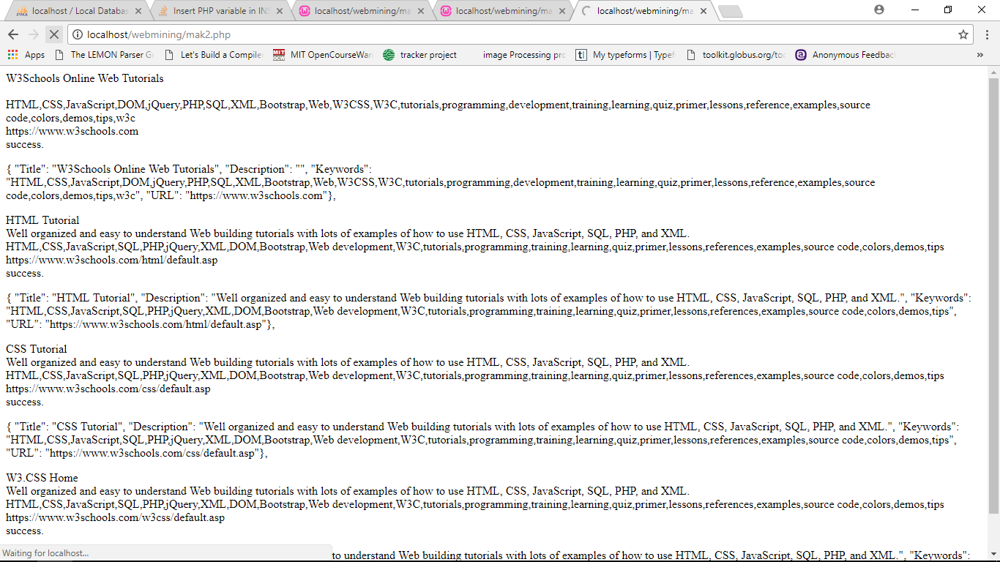 localhost / Local Databas
Insert PHP variable in INS
localhost/webmining/ma
localhost/webmining/ma
localhost/webmining/ma
localhost/webmining/mak2.php
Apps
The LEMON Parser Ge
Let's Build a Compiler
MIT OpenCourseWare
tracker project
image Processing pro
My typeforms | Typef
toolkit.globus.org/too
Anonymous Feedbac
W3Schools Online Web Tutorials
HTML,CSS,JavaScript,DOM,jQuery,PHP,SQL,XML,Bootstrap,Web,W3CSS,W3C,tutorials,programming,development,training,learning,quiz,primer,lessons,reference,examples,source
code,colors,demos,tips,w3c
https://www.w3schools.com
success.
{ "Title": "W3Schools Online Web Tutorials", "Description": "", "Keywords":
"HTML,CSS,JavaScript,DOM,jQuery,PHP,SQL,XML,Bootstrap,Web,W3CSS,W3C,tutorials,programming,development,training,learning,quiz,primer,lessons,reference,examples,source
code,colors,demos,tips,w3c", "URL": "https://www.w3schools.com"},
HTML Tutorial
Well organized and easy to understand Web building tutorials with lots of examples of how to use HTML, CSS, JavaScript, SQL, PHP, and XML.
HTML,CSS,JavaScript,SQL,PHP,jQuery,XML,DOM,Bootstrap,Web development,W3C,tutorials,programming,training,learning,quiz,primer,lessons,references,examples,source code,colors,demos,tips
https://www.w3schools.com/html/default.asp
success.
{ "Title": "HTML Tutorial", "Description": "Well organized and easy to understand Web building tutorials with lots of examples of how to use HTML, CSS, JavaScript, SQL, PHP, and XML.", "Keywords":
"HTML,CSS,JavaScript,SQL,PHP,jQuery,XML,DOM,Bootstrap,Web development,W3C,tutorials,programming,training,learning,quiz,primer,lessons,references,examples,source code,colors,demos,tips",
"URL": "https://www.w3schools.com/html/default.asp"},
CSS Tutorial
Well organized and easy to understand Web building tutorials with lots of examples of how to use HTML, CSS, JavaScript, SQL, PHP, and XML.
HTML,CSS,JavaScript,SQL,PHP,jQuery,XML,DOM,Bootstrap,Web development,W3C,tutorials,programming,training,learning,quiz,primer,lessons,references,examples,source code,colors,demos,tips
https://www.w3schools.com/css/default.asp
success.
{ "Title": "CSS Tutorial", "Description": "Well organized and easy to understand Web building tutorials with lots of examples of how to use HTML, CSS, JavaScript, SQL, PHP, and XML.", "Keywords":
"HTML,CSS,JavaScript,SQL,PHP,jQuery,XML,DOM,Bootstrap,Web development,W3C,tutorials,programming,training,learning,quiz,primer,lessons,references,examples,source code,colors,demos,tips",
"URL": "https://www.w3schools.com/css/default.asp"},
W3.CSS Home
Well organized and easy to understand Web building tutorials with lots of examples of how to use HTML, CSS, JavaScript, SQL, PHP, and XML.
HTML,CSS,JavaScript,SQL,PHP,jQuery,XML,DOM,Bootstrap,Web development,W3C,tutorials,programming,training,learning,quiz,primer,lessons,references,examples,source code,colors,demos,tips
https://www.w3schools.com/w3css/default.asp
success.
Waiting for localhost...
to understand Web building tutorials with lots of examples of how to use HTML, CSS, JavaScript, SQL, PHP, and XML.", "Keywords":